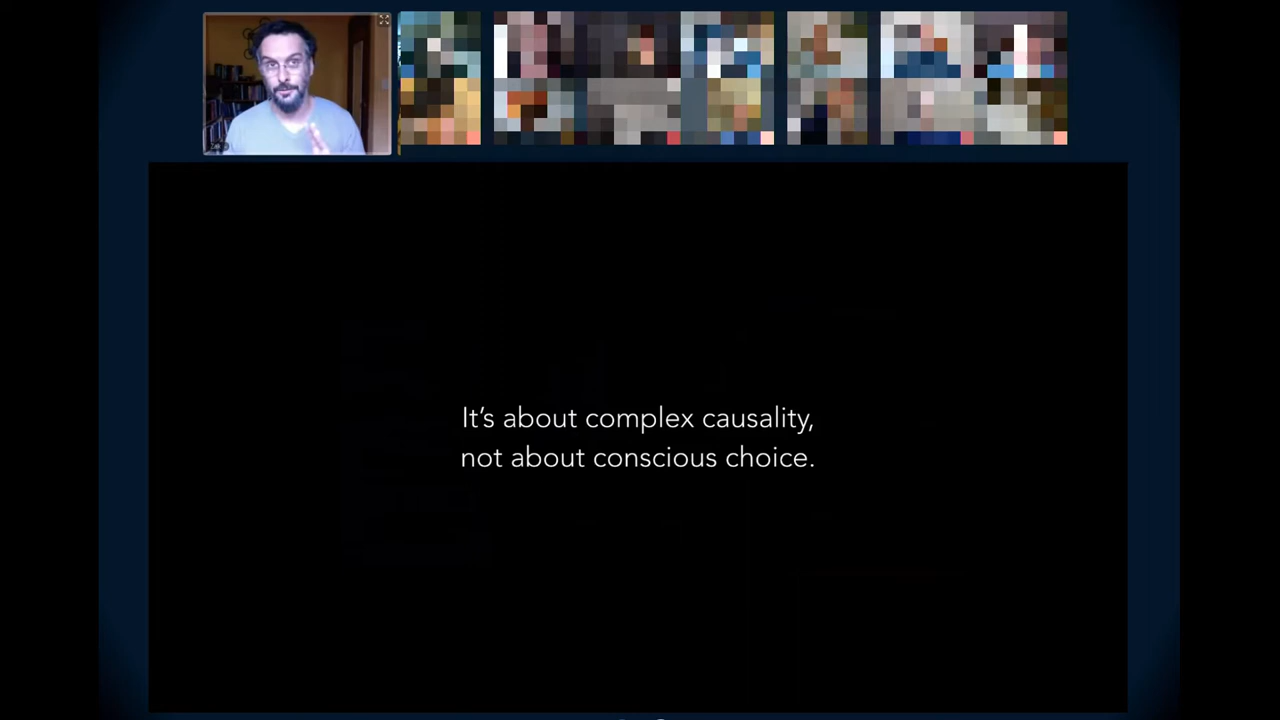 It's about complex causality,
not about conscious choice.